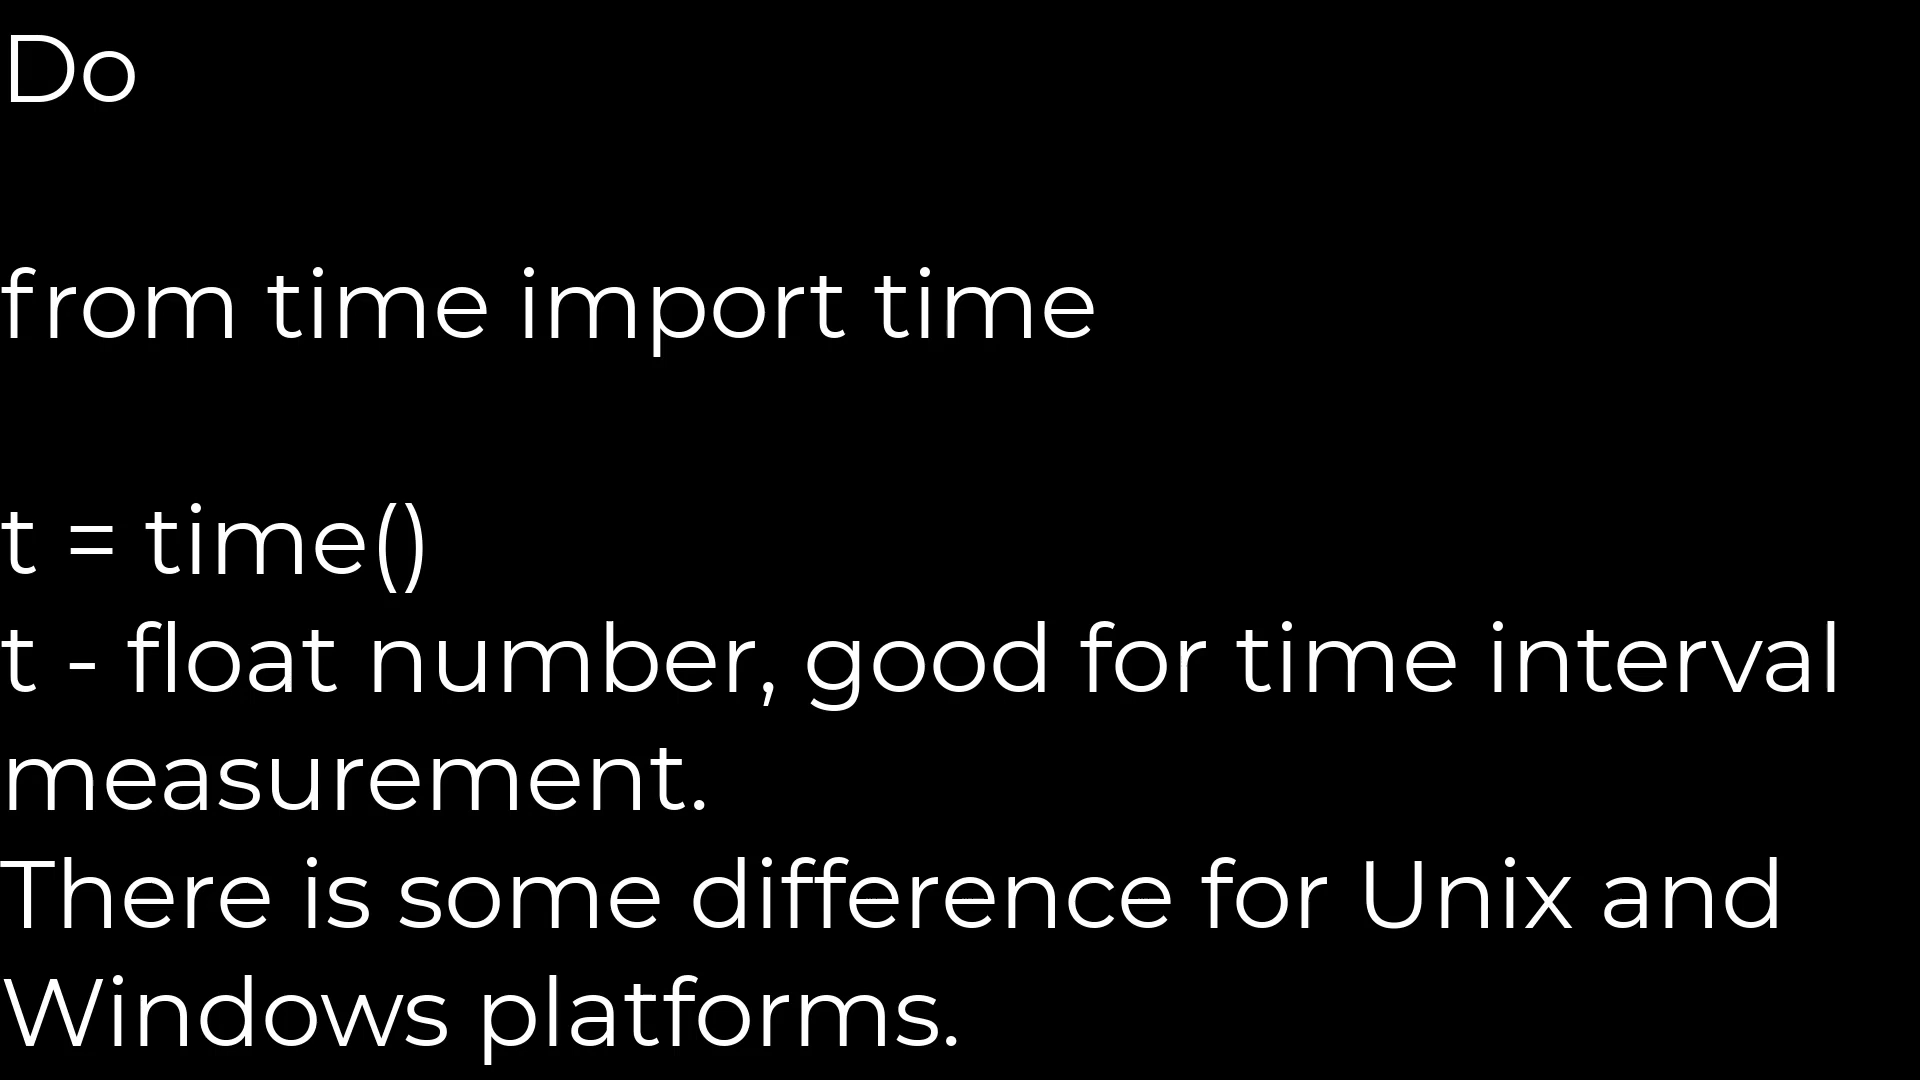 Do
from time import time
t = time()
t - float number, good for time interval
measurement.
There is some difference for Unix and
Windows platforms.